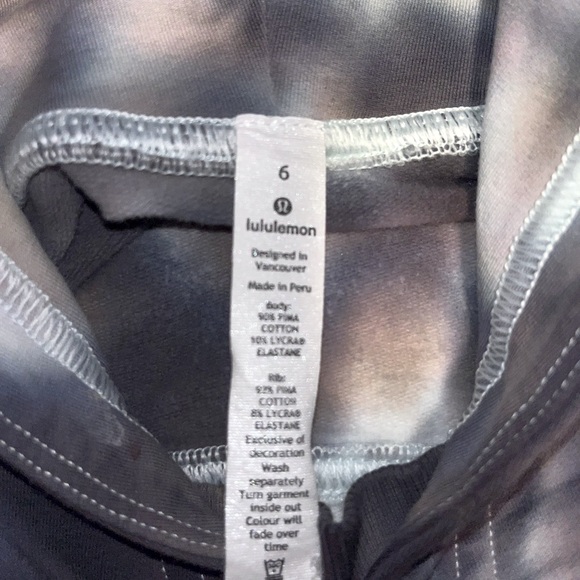 6
lululemon
Designed in
Vancouver
Made in Peru
Body:
90% PIMA
COTTON
10% LYCRA®
ELASTANE
Rib:
92% PIMA
COTTON
8% LYCRA®
ELASTANE
Exclusive of
decoration
Wash
separately
Turn garment
inside out
Colour will
fade over
time